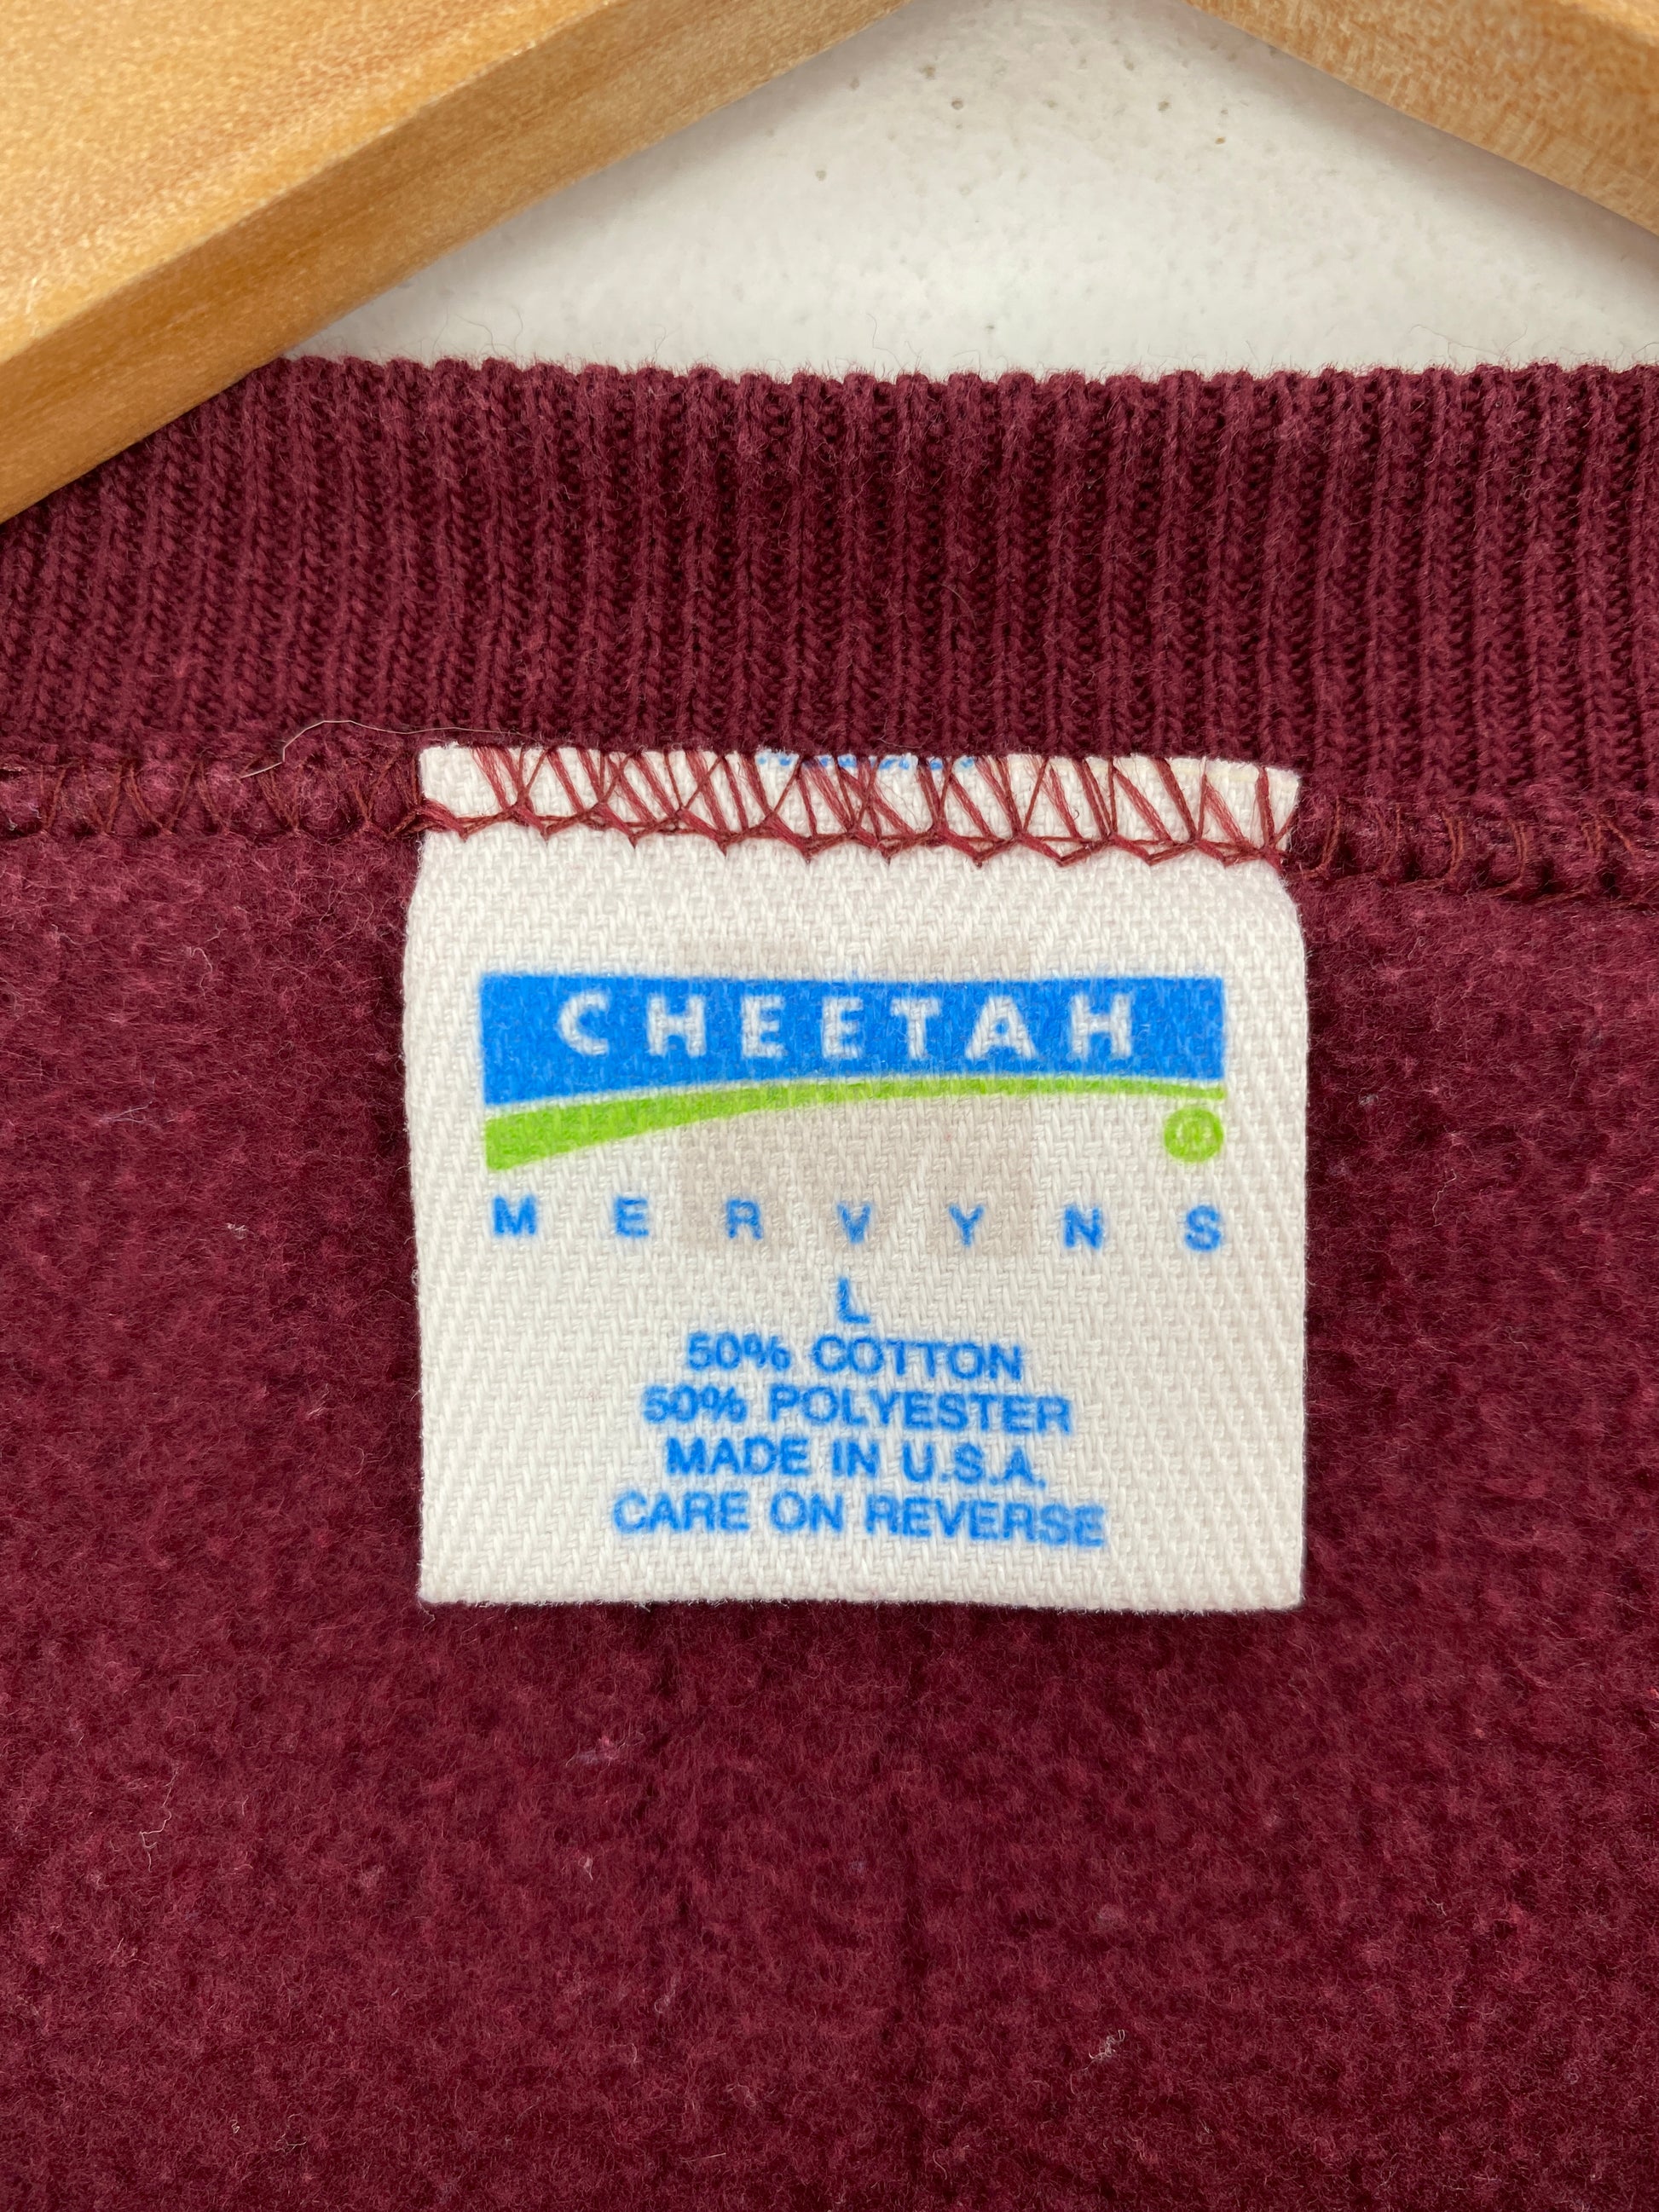 CHEETAH
®
MERVYNS
L
50% COTTON
50% POLYESTER
MADE IN U.S.A.
CARE ON REVERSE